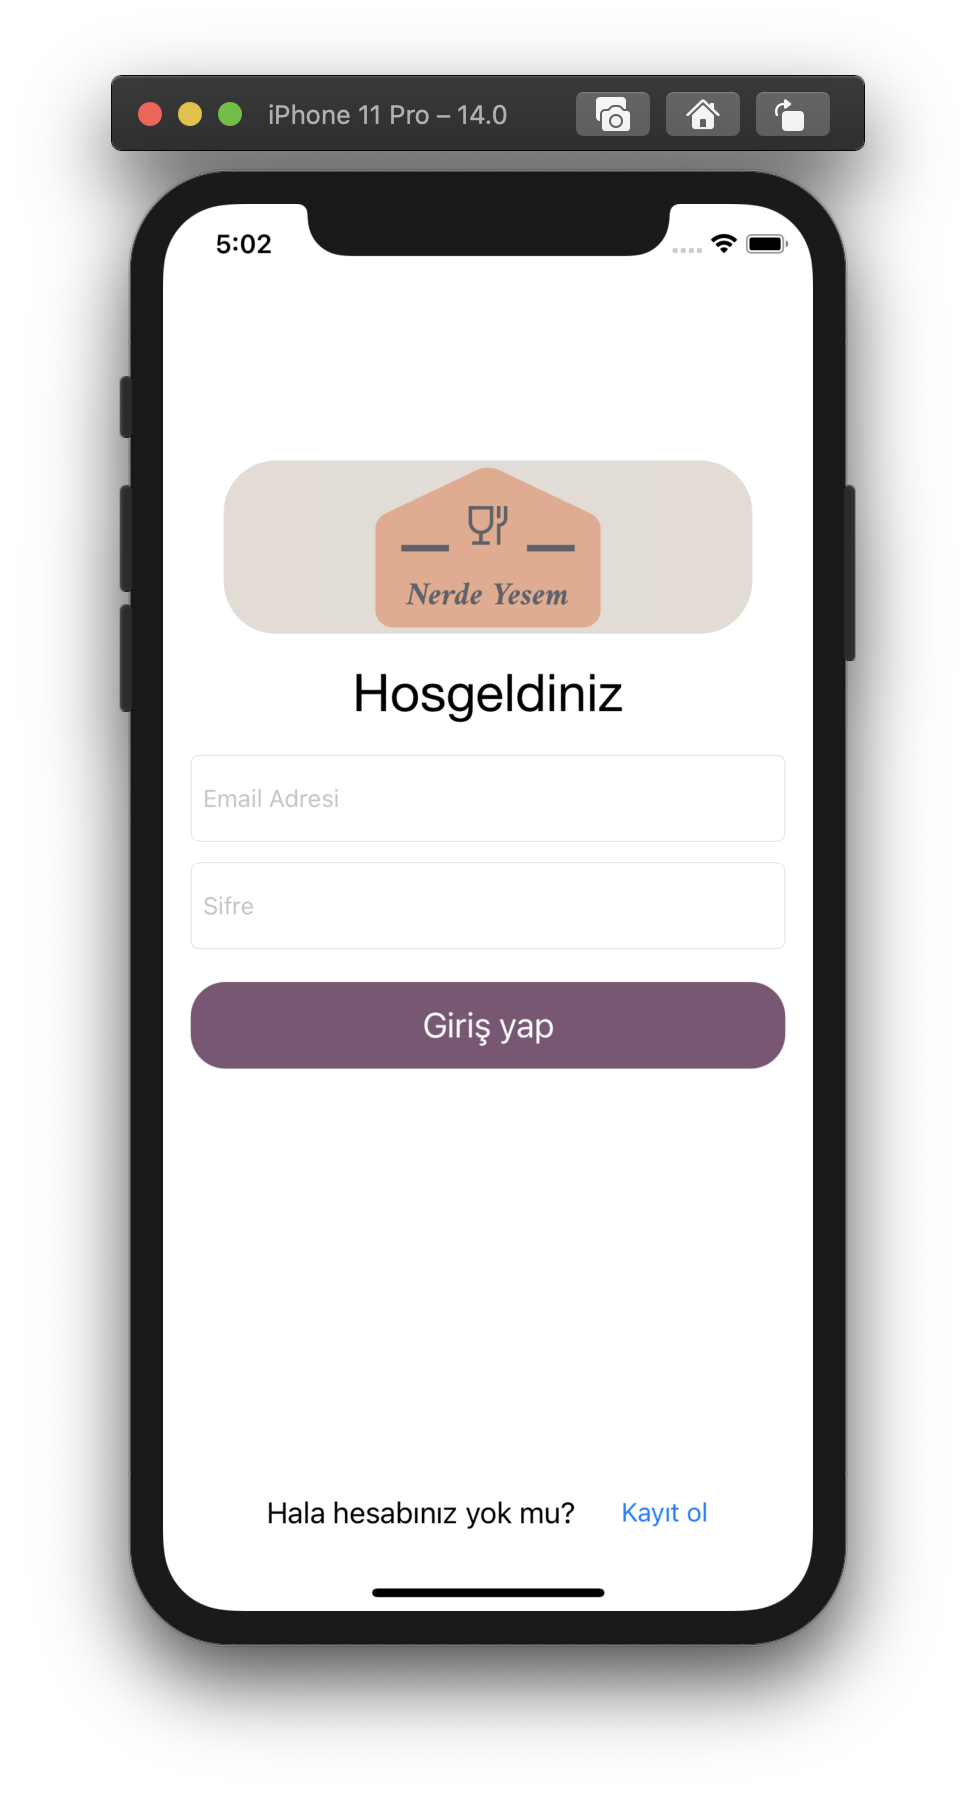 iPhone 11 Pro – 14.0
5:02
Nerde Yesem
Hosgeldiniz
Email Adresi
Sifre
Giriş yap
Hala hesabınız yok mu? Kayıt ol